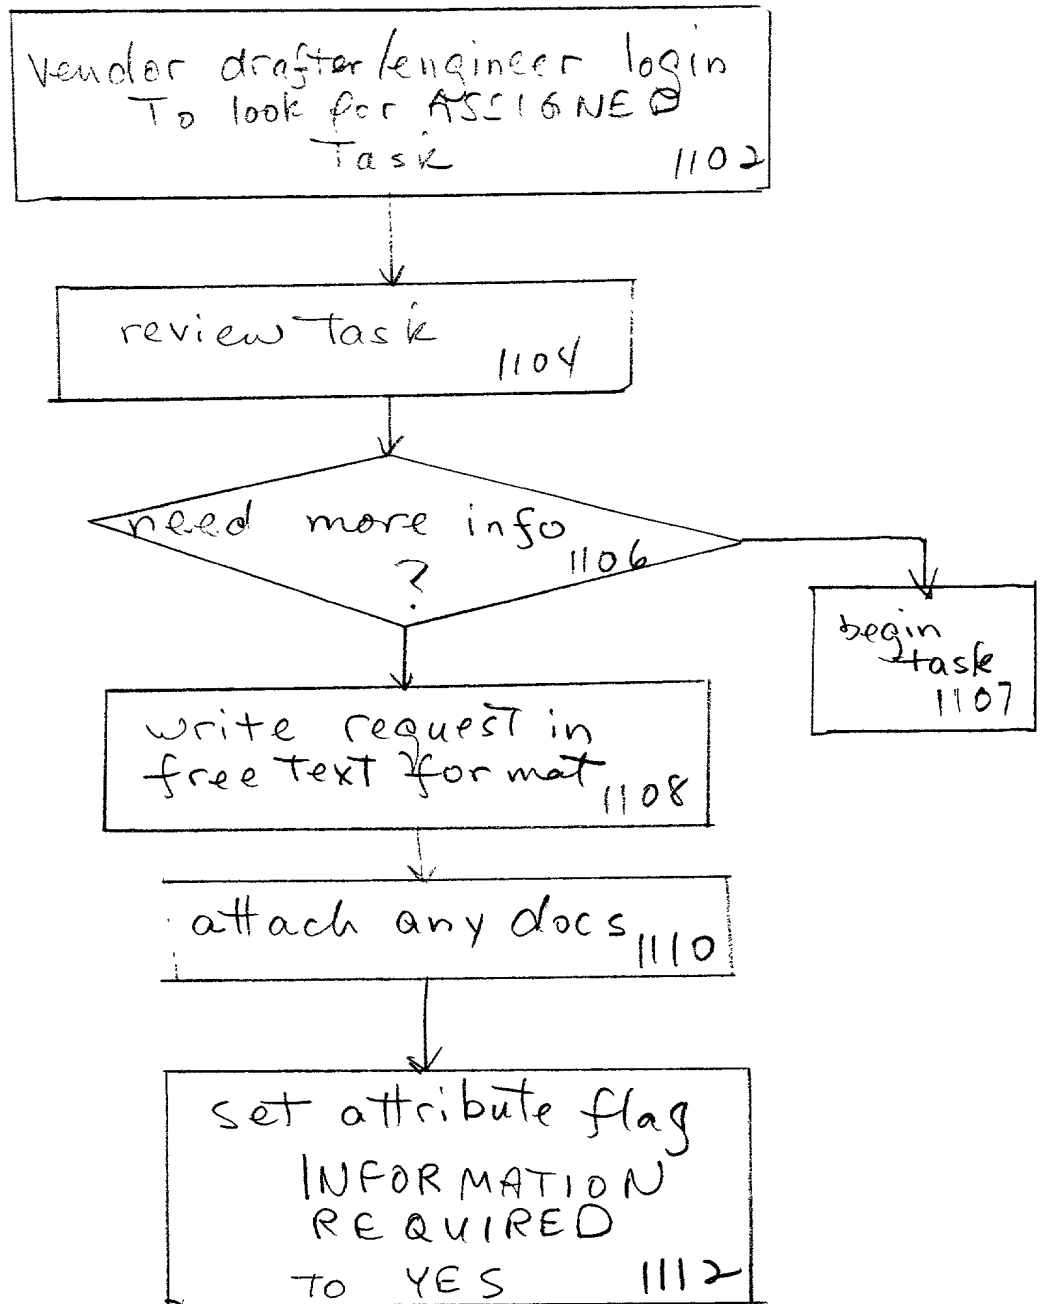 vendor drafter/engineer login
To look for ASSIGNED
Task
1102
review Task
1104
need more info
?
1106
begin
task
1107
write request in
free text format
1108
attach any docs
1110
set attribute flag
INFORMATION
REQUIRED
TO YES
1112